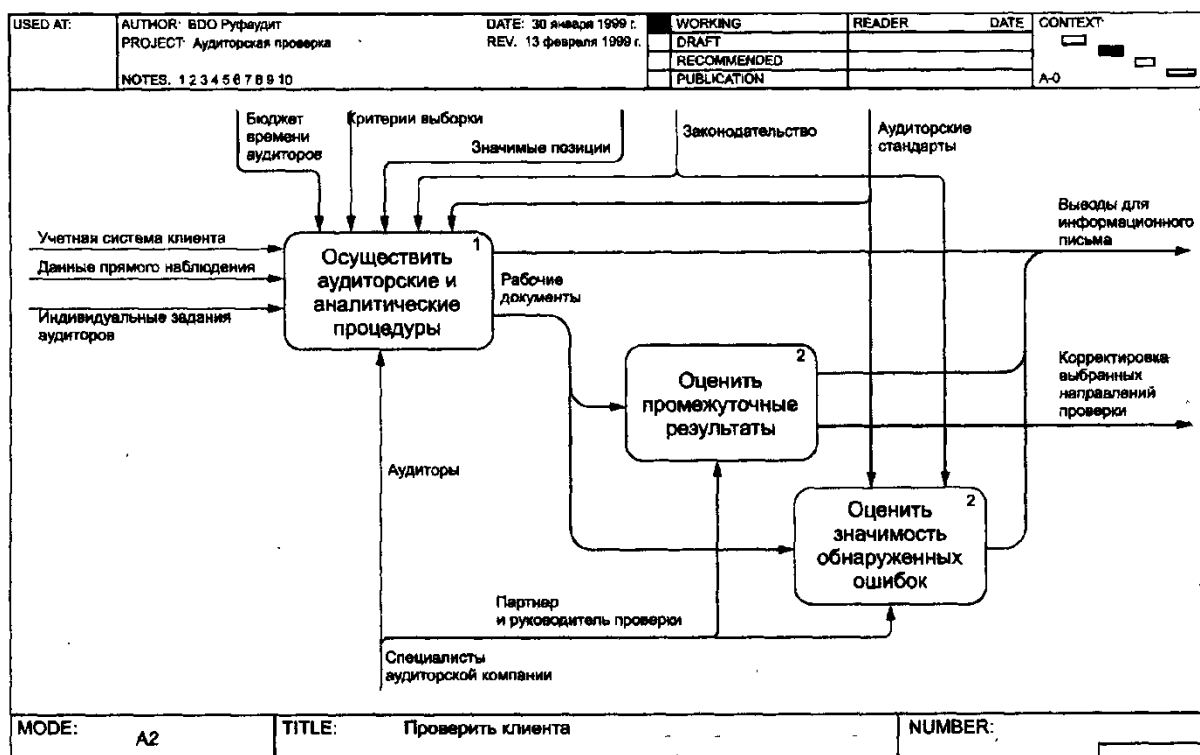 USED AT:
AUTHOR: BDO Руфаудит
DATE: 30 января 1999 г.
PROJECT: Аудиторская проверка
REV. 13 февраля 1999 г.
NOTES. 1 2 3 4 5 6 7 8 9 10
WORKING
DRAFT
RECOMMENDED
PUBLICATION
READER
DATE
CONTEXT:
A-0
Бюджет
времени
аудиторов
Критерии выборки
Значимые позиции
Законодательство
Аудиторские
стандарты
Учетная система клиента
Данные прямого наблюдения
Индивидуальные задания
аудиторов
1
Осуществить
аудиторские и
аналитические
процедуры
Рабочие
документы
Выводы для
информационного
письма
2
Оценить
промежуточные
результаты
Корректировка
выбранных
направлений
проверки
Аудиторы
2
Оценить
значимость
обнаруженных
ошибок
Партнер
и руководитель проверки
Специалисты
аудиторской компании
MODE:
A2
TITLE:
Проверить клиента
NUMBER: